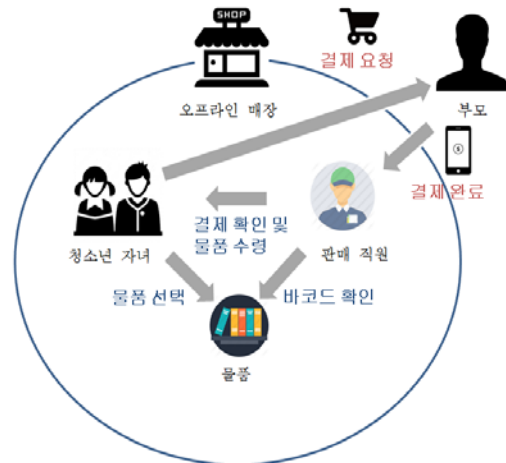 SHOP
결제 요청
오프라인 매장
부모
결제 완료
결제 확인 및
물품 수령
청소년 자녀
판매 직원
물품 선택
바코드 확인
물품